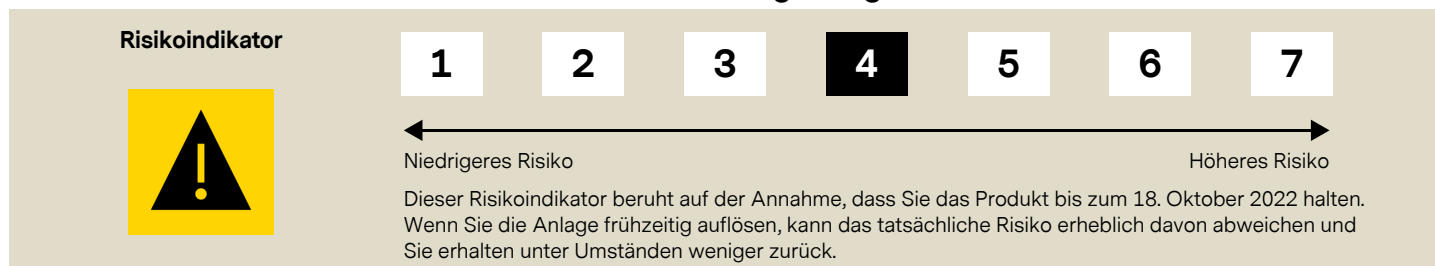 Risikoindikator
1 2 3 4 5 6 7
Niedrigeres Risiko Höheres Risiko
Dieser Risikoindikator beruht auf der Annahme, dass Sie das Produkt bis zum 18. Oktober 2022 halten.
Wenn Sie die Anlage frühzeitig auflösen, kann das tatsächliche Risiko erheblich davon abweichen und
Sie erhalten unter Umständen weniger zurück.